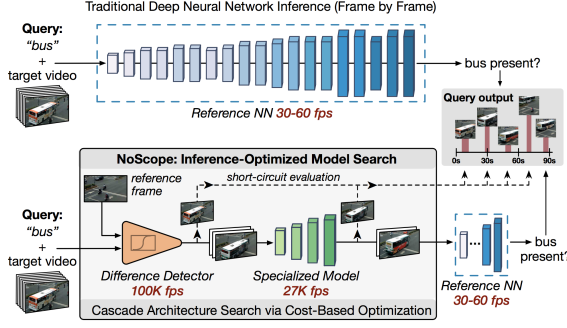 Traditional Deep Neural Network Inference (Frame by Frame)
Query:
"bus"
+
target video
Reference NN 30-60 fps
bus present?
Query output
0s 30s 60s 70s 90s
NoScope: Inference-Optimized Model Search
reference
frame
short-circuit evaluation
Query:
"bus"
+
target video
Difference Detector
100K fps
Specialized Model
27K fps
Reference NN
30-60 fps
bus
present?
Cascade Architecture Search via Cost-Based Optimization